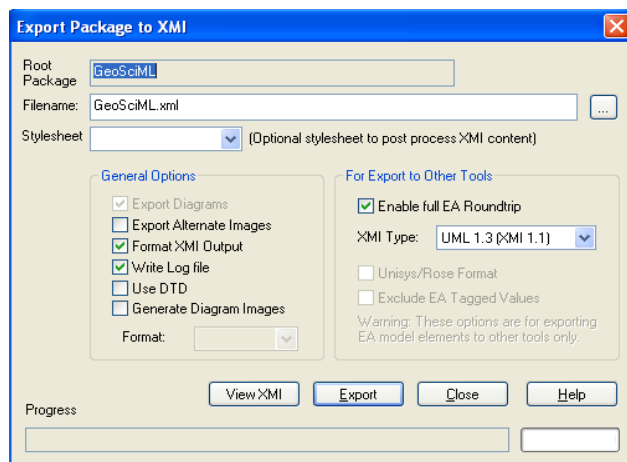 Export Package to XMI
Root
Package
GeoSciML
Filename:
GeoSciML.xml
...
Stylesheet
(Optional stylesheet to post process XMI content)
General Options
Export Diagrams
Export Alternate Images
Format XMI Output
Write Log file
Use DTD
Generate Diagram Images
Format:
For Export to Other Tools
Enable full EA Roundtrip
XMI Type:
UML 1.3 (XMI 1.1)
Unisys/Rose Format
Exclude EA Tagged Values
Warning: These options are for exporting
EA model elements to other tools only.
View XMI
Export
Close
Help
Progress